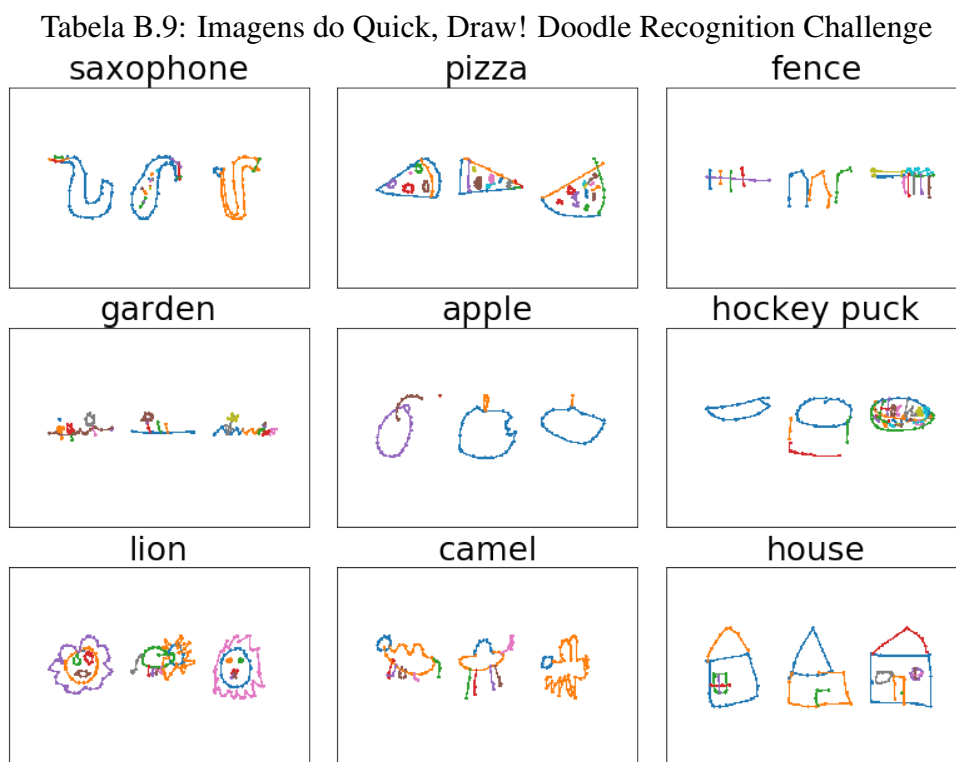 Tabela B.9: Imagens do Quick, Draw! Doodle Recognition Challenge
saxophone pizza fence
garden apple hockey puck
lion camel house